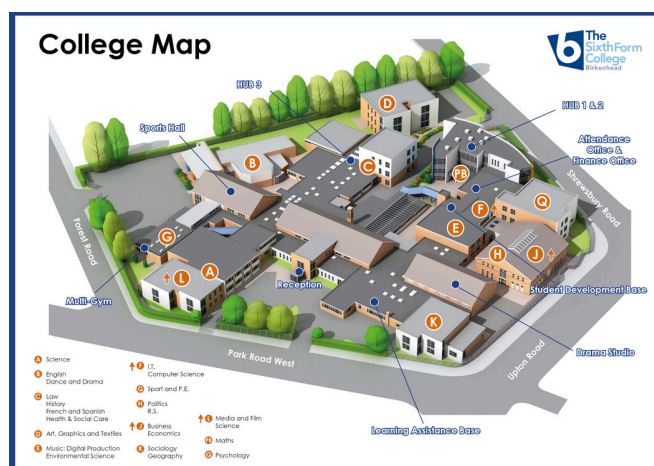 College Map
b
The
SixthForm
College
Birkenhead
HUB 3
D
HUB 1 & 2
Sports Hall
Attendance
Office &
Finance Office
B
C
PB
Shrewsbury Road
Q
F
E
G
Forest Road
H
J
L
A
Reception
Student Development Base
Multi-Gym
K
Drama Studio
Park Road West
Upton Road
Learning Assistance Base
A Science
B English
Dance and Drama
C Law
History
French and Spanish
Health & Social Care
D Art, Graphics and Textiles
E Music: Digital Production
Environmental Science
F I.T.
Computer Science
G Sport and P.E.
H Politics
R.S.
J Business
Economics
K Sociology
Geography
L Media and Film
Science
PB Maths
Q Psychology